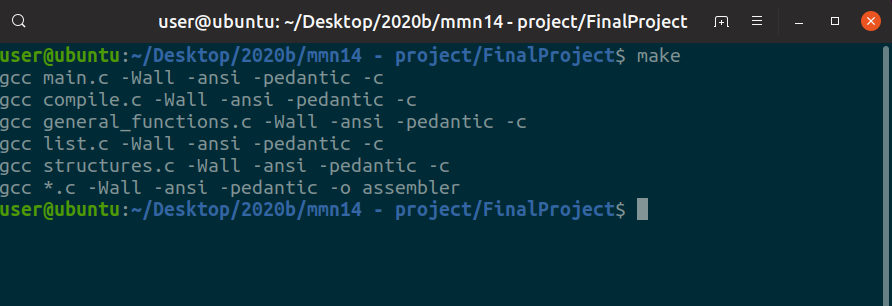 user@ubuntu: ~/Desktop/2020b/mmn14 - project/FinalProject
user@ubuntu:~/Desktop/2020b/mmn14 - project/FinalProject$ make
gcc main.c -Wall -ansi -pedantic -c
gcc compile.c -Wall -ansi -pedantic -c
gcc general_functions.c -Wall -ansi -pedantic -c
gcc list.c -Wall -ansi -pedantic -c
gcc structures.c -Wall -ansi -pedantic -c
gcc *.c -Wall -ansi -pedantic -o assembler
user@ubuntu:~/Desktop/2020b/mmn14 - project/FinalProject$